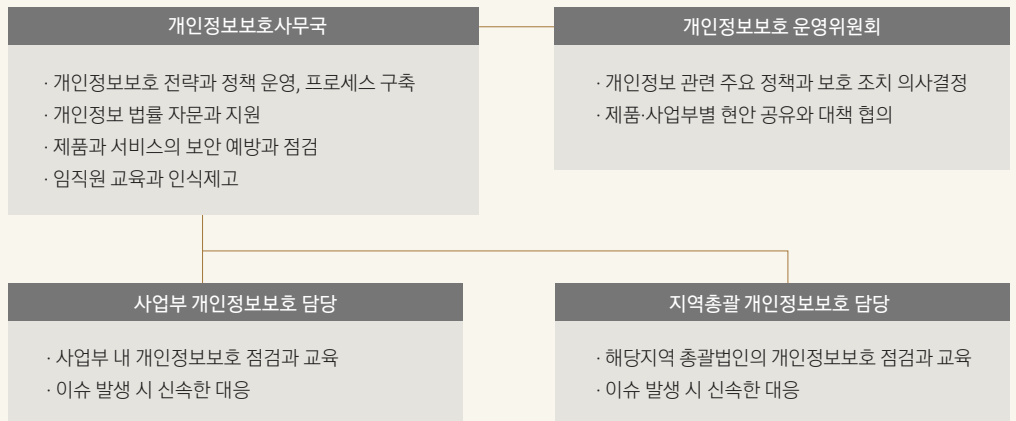 개인정보보호사무국
· 개인정보보호 전략과 정책 운영, 프로세스 구축
· 개인정보 법률 자문과 지원
· 제품과 서비스의 보안 예방과 점검
· 임직원 교육과 인식제고
개인정보보호 운영위원회
· 개인정보 관련 주요 정책과 보호 조치 의사결정
· 제품·사업부별 현안 공유와 대책 협의
사업부 개인정보보호 담당
· 사업부 내 개인정보보호 점검과 교육
· 이슈 발생 시 신속한 대응
지역총괄 개인정보보호 담당
· 해당지역 총괄법인의 개인정보보호 점검과 교육
· 이슈 발생 시 신속한 대응